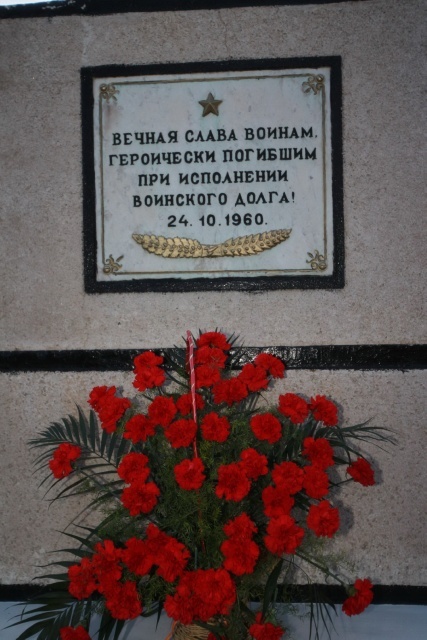 ВЕЧНАЯ СЛАВА ВОИНАМ.
ГЕРОИЧЕСКИ ПОГИБШИМ
ПРИ ИСПОЛНЕНИИ
ВОИНСКОГО ДОЛГА!
24. 10. 1960.